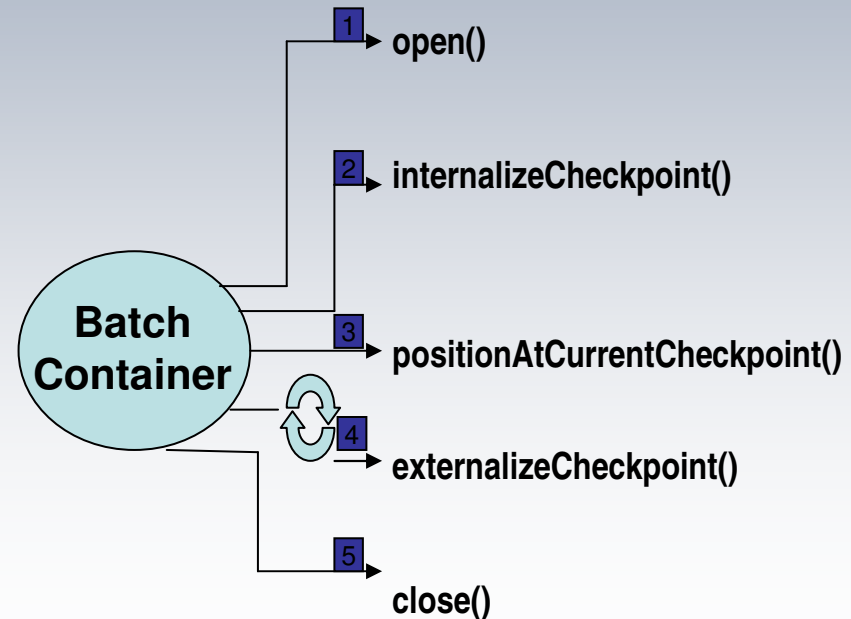 1
open()
2
internalizeCheckpoint()
Batch
Container
3
positionAtCurrentCheckpoint()
4
externalizeCheckpoint()
5
close()